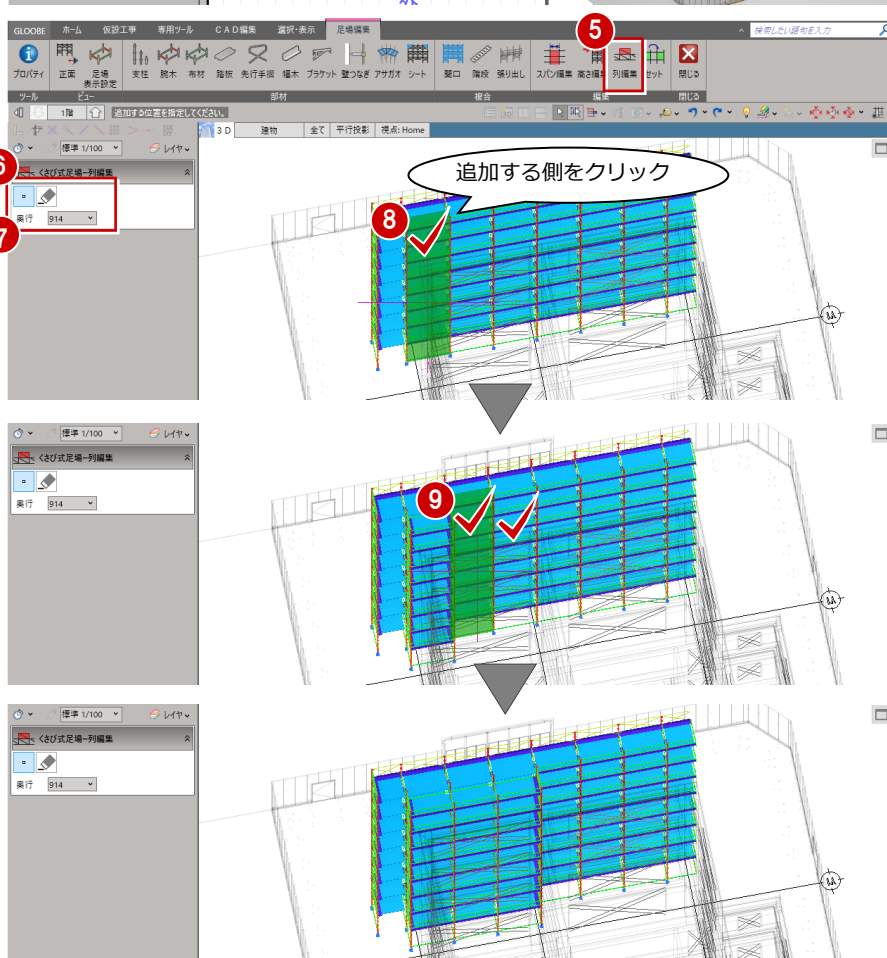 GLOOBE ホーム 仮設工事 専用ツール ＣＡＤ編集 選択･表示 足場編集 5 検索したい語句を入力
プロパティ 正面 足場表示設定 支柱 腕木 布材 踏板 先行手摺 幅木 ブラケット 壁つなぎ アサガオ シート 開口 階段 張り出し スパン編集 高さ編集 列編集 セット 閉じる
ツール ビュー 部材 複合 編集 閉じる
1階 追加する位置を指定してください。
3 D 建物 全て 平行投影 視点: Home
標準 1/100 レイヤ
6
くさび式足場−列編集
奥行 914
7
追加する側をクリック
8
標準 1/100 レイヤ
くさび式足場−列編集
奥行 914
9
標準 1/100 レイヤ
くさび式足場−列編集
奥行 914